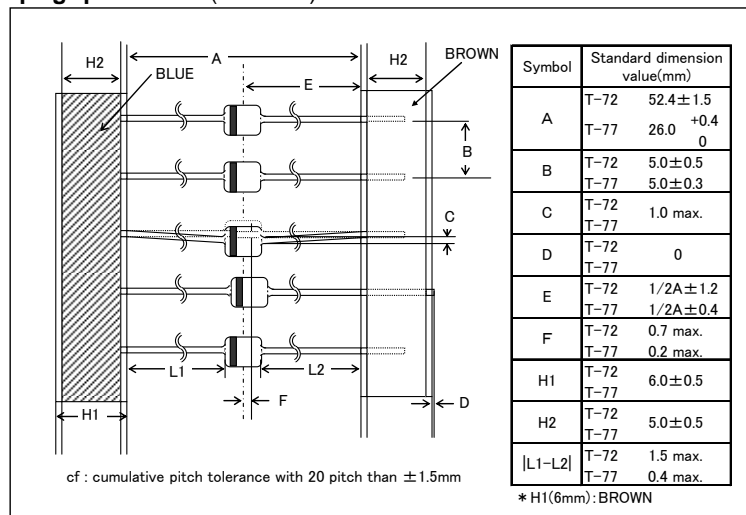 H2
A
H2
BROWN
BLUE
E
B
C
L1
L2
F
H1
D
cf : cumulative pitch tolerance with 20 pitch than ±1.5mm
Symbol Standard dimension value(mm)
A T-72 52.4±1.5
T-77 26.0 +0.4 0
B T-72 5.0±0.5
T-77 5.0±0.3
C T-72 1.0 max.
T-77
D T-72 0
T-77
E T-72 1/2A±1.2
T-77 1/2A±0.4
F T-72 0.7 max.
T-77 0.2 max.
H1 T-72 6.0±0.5
T-77
H2 T-72 5.0±0.5
T-77
|L1-L2| T-72 1.5 max.
T-77 0.4 max.
＊H1(6mm):BROWN